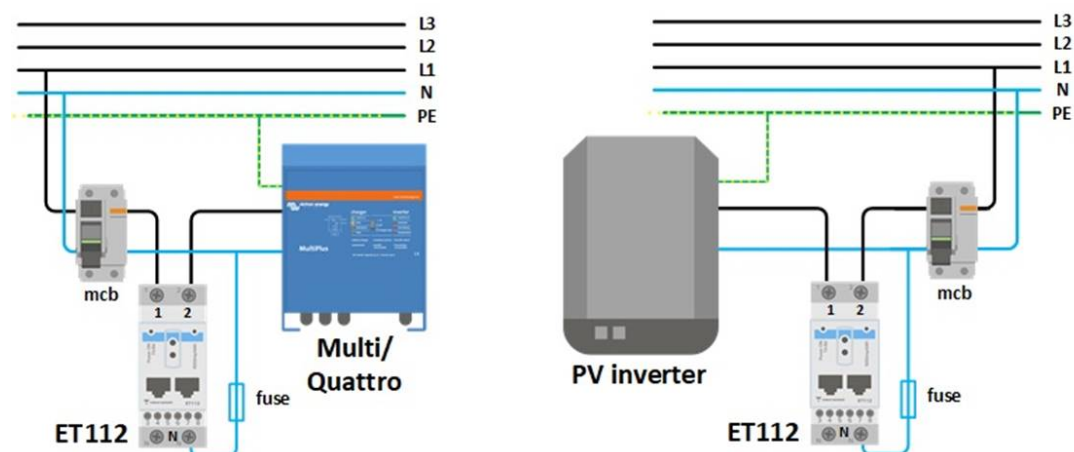 L3
L2
L1
N
PE
mcb
1 2
MultiPlus
Multi/
Quattro
fuse
ET112
N
L3
L2
L1
N
PE
mcb
1 2
PV inverter
fuse
ET112
N